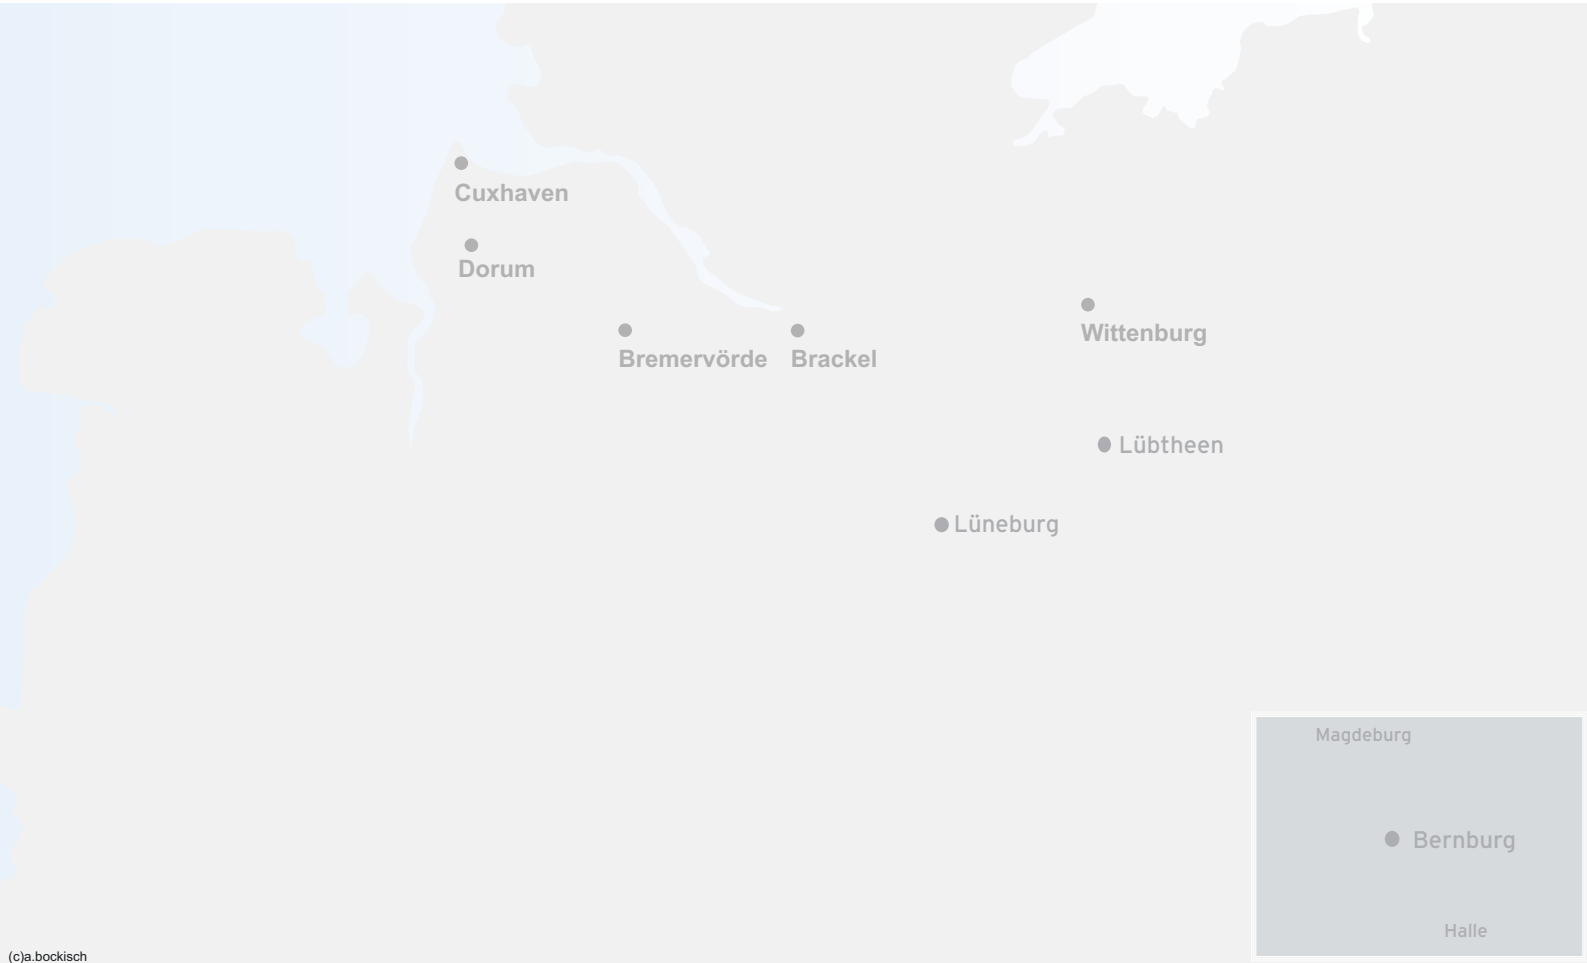 Cuxhaven
Dorum
Bremervörde
Brackel
Wittenburg
Lübtheen
Lüneburg
Magdeburg
Bernburg
Halle
(c)a.bockisch